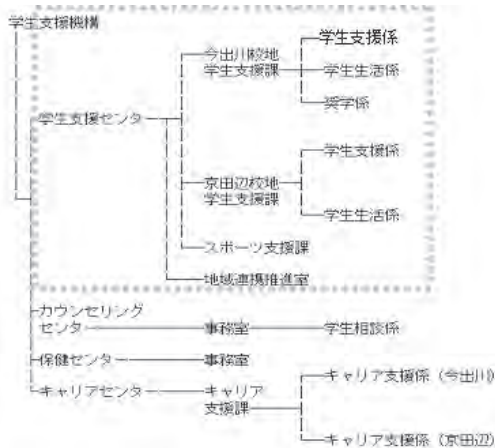 学生支援機構
学生支援係
今出川校地
学生支援課
学生生活係
奨学係
学生支援センター
学生支援係
京田辺校地
学生支援課
学生生活係
スポーツ支援課
地域連携推進室
カウンセリング
センター
事務室
学生相談係
保健センター
事務室
キャリアセンター
キャリア
支援課
キャリア支援係（今出川）
キャリア支援係（京田辺）